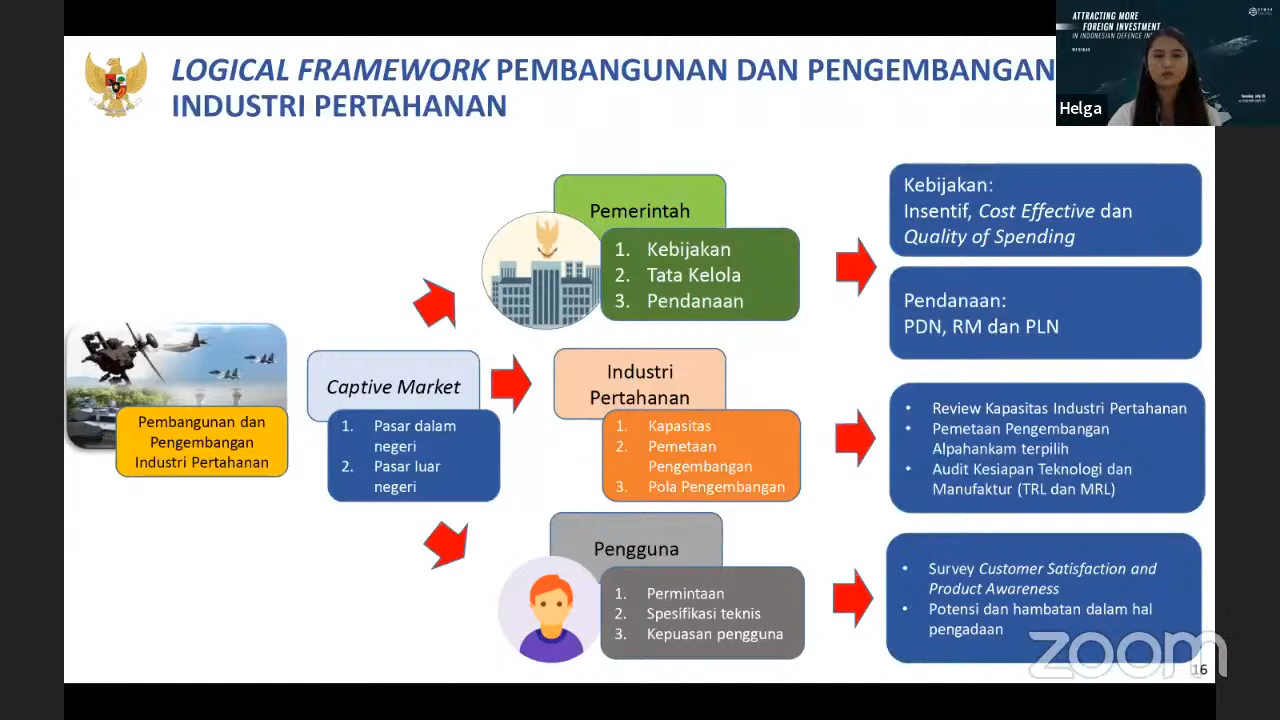 LOGICAL FRAMEWORK PEMBANGUNAN DAN PENGEMBANGAN
INDUSTRI PERTAHANAN
ATTRACTING MORE
FOREIGN INVESTMENT
IN INDONESIAN DEFENCE
WEBINAR
Helga
Pembangunan dan
Pengembangan
Industri Pertahanan
Captive Market
1. Pasar dalam
negeri
2. Pasar luar
negeri
Pemerintah
1. Kebijakan
2. Tata Kelola
3. Pendanaan
Kebijakan:
Insentif, Cost Effective dan
Quality of Spending
Pendanaan:
PDN, RM dan PLN
Industri
Pertahanan
1. Kapasitas
2. Pemetaan
Pengembangan
3. Pola Pengembangan
• Review Kapasitas Industri Pertahanan
• Pemetaan Pengembangan
Alpahankam terpilih
• Audit Kesiapan Teknologi dan
Manufaktur (TRL dan MRL)
Pengguna
1. Permintaan
2. Spesifikasi teknis
3. Kepuasan pengguna
• Survey Customer Satisfaction and
Product Awareness
• Potensi dan hambatan dalam hal
pengadaan
zoom
16